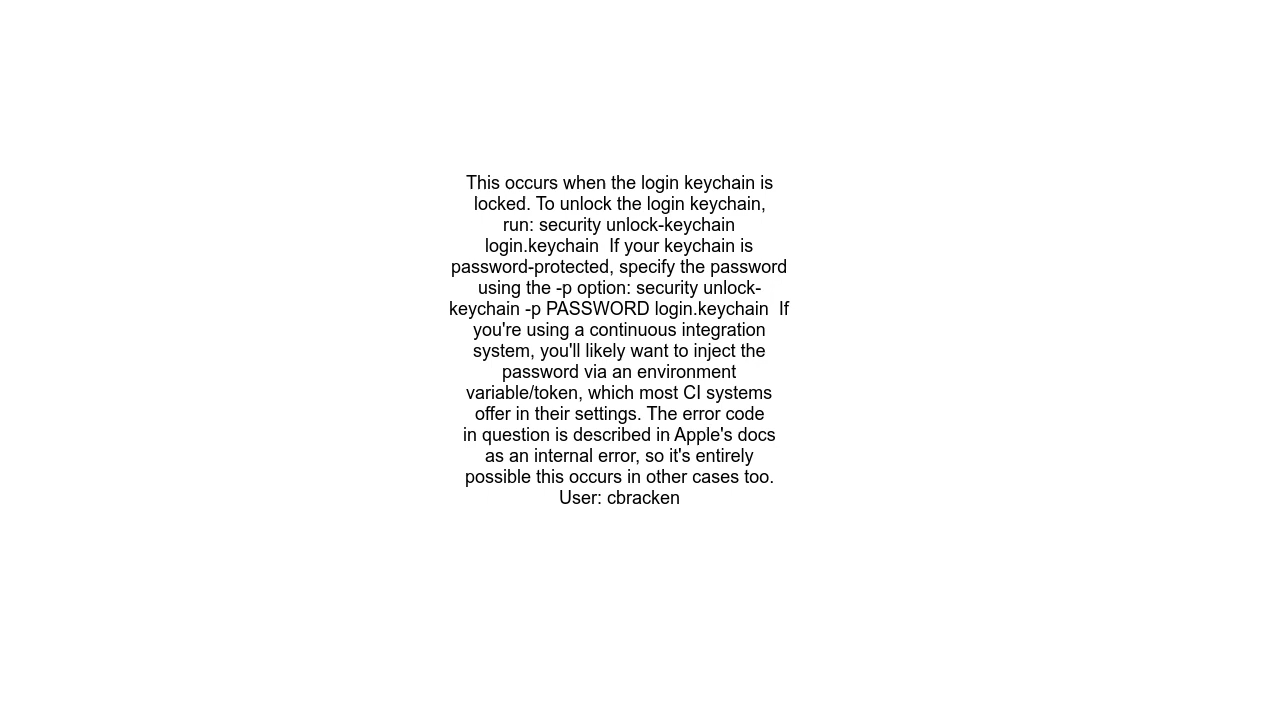 This occurs when the login keychain is
locked. To unlock the login keychain,
run: security unlock-keychain
login.keychain  If your keychain is
password-protected, specify the password
using the -p option: security unlock-
keychain -p PASSWORD login.keychain  If
you're using a continuous integration
system, you'll likely want to inject the
password via an environment
variable/token, which most CI systems
offer in their settings. The error code
in question is described in Apple's docs
as an internal error, so it's entirely
possible this occurs in other cases too.
User: cbracken